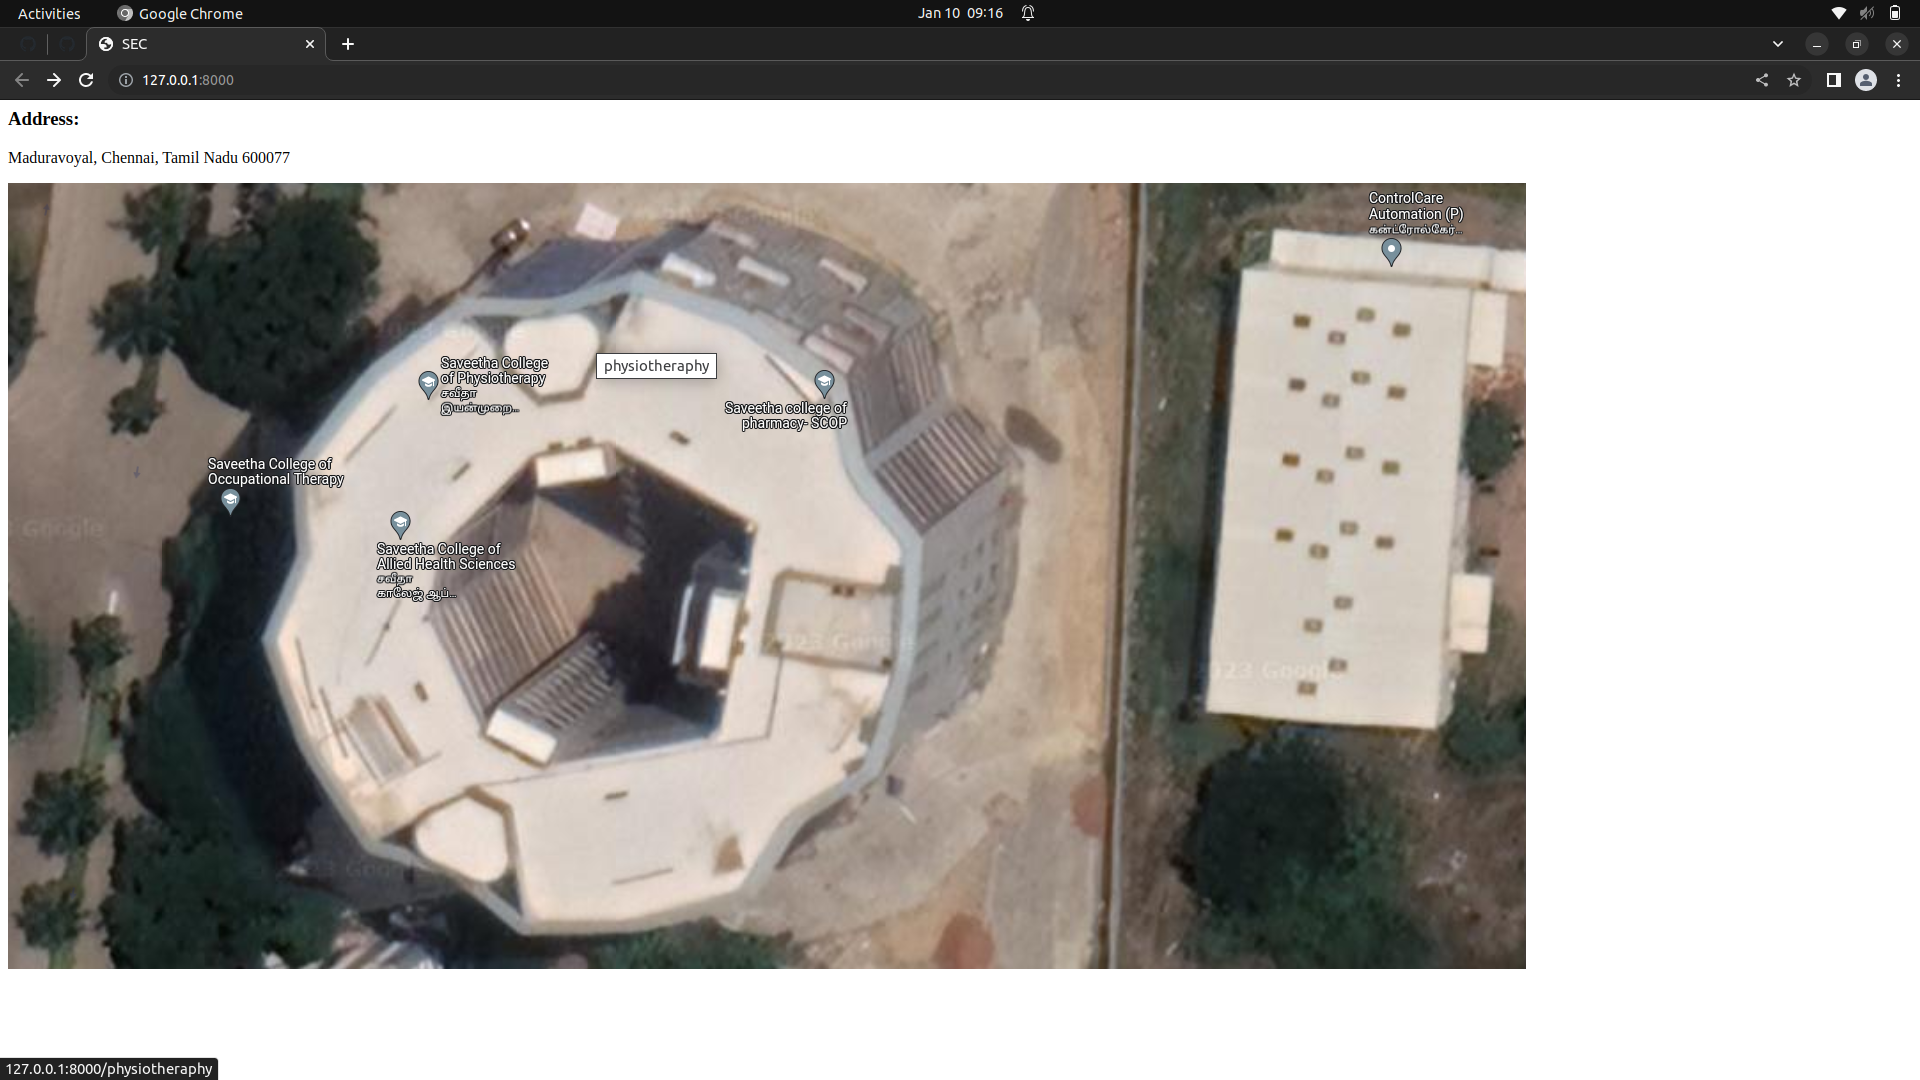 Activities
Google Chrome
Jan 10 09:16
SEC
127.0.0.1:8000
Address:
Maduravoyal, Chennai, Tamil Nadu 600077
ControlCare
Automation (P)
கன்ட்ரோல்கேர்...
Saveetha College
of Physiotherapy
சவீதா
இயன்முறை...
physiotheraphy
Saveetha college of
pharmacy- SCOP
Saveetha College of
Occupational Therapy
Saveetha College of
Allied Health Sciences
சவீதா
காலேஜ் ஆப்...
Google
2023 Google
2023 Google
2023 Google
127.0.0.1:8000/physiotheraphy